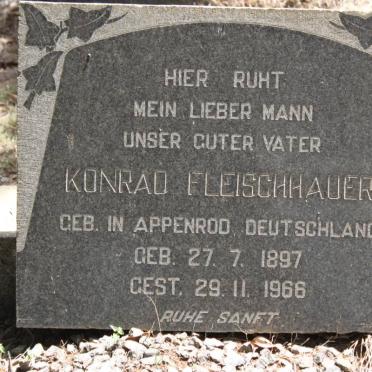 HIER RUHT
MEIN LIEBER MANN
UNSER GUTER VATER
KONRAD FLEISCHHAUER
GEB. IN APPENROD DEUTSCHLAND
GEB. 27. 7. 1897
GEST. 29. 11. 1966
RUHE SANFT